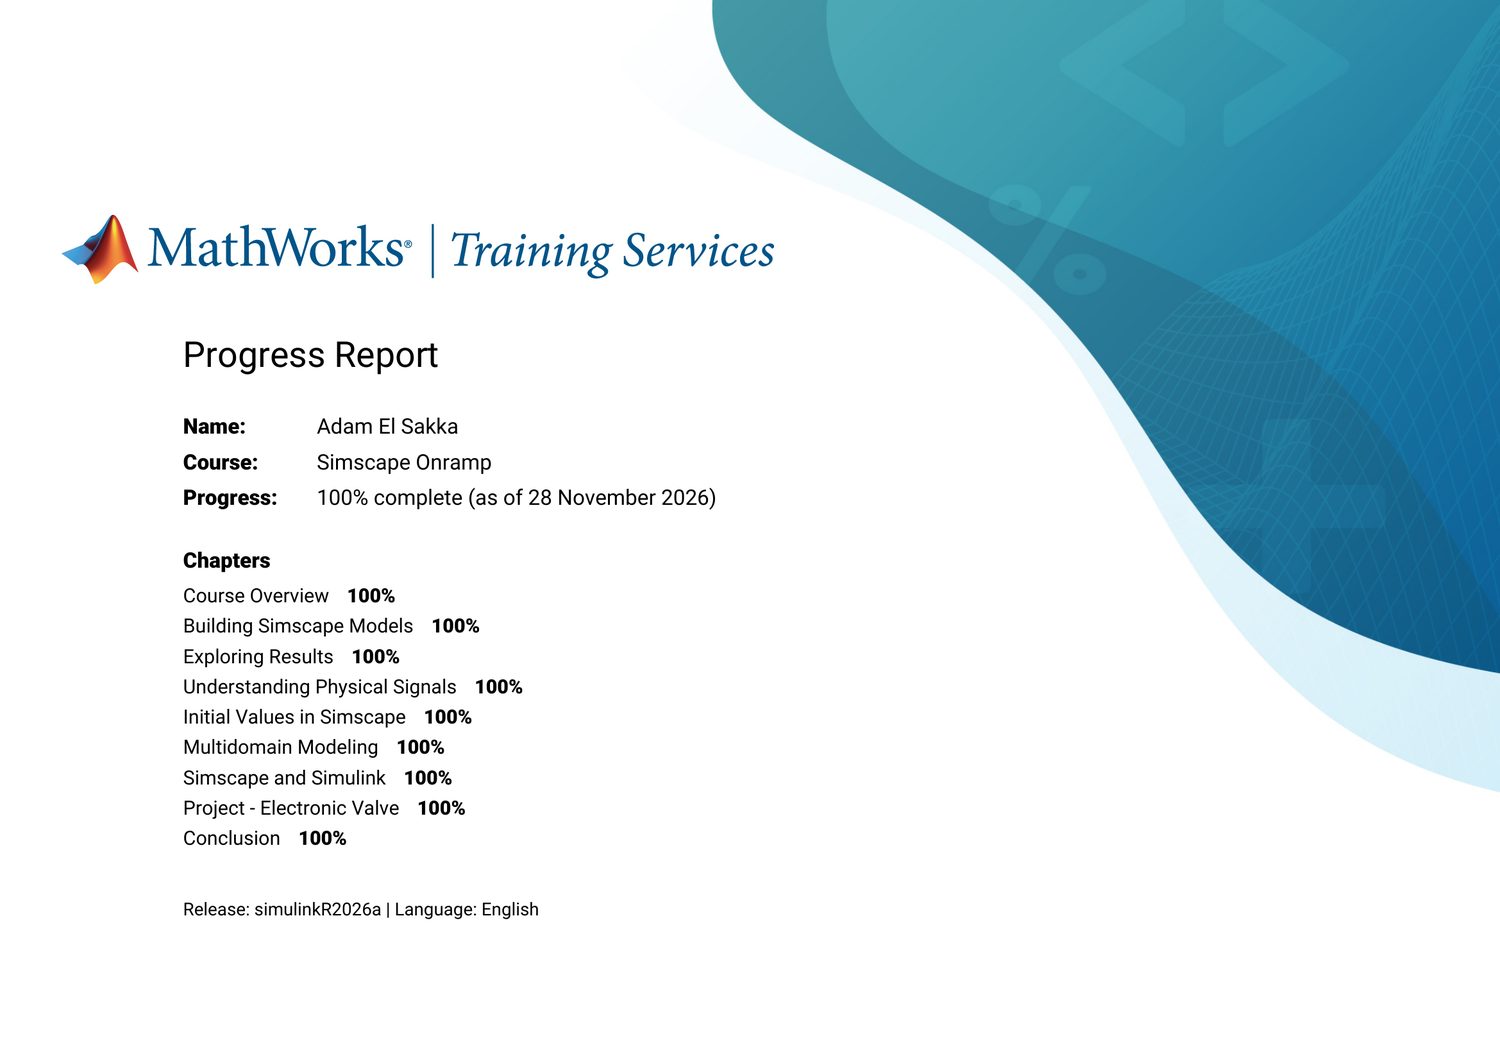 MathWorks® | Training Services
Progress Report
Name: Adam El Sakka
Course: Simscape Onramp
Progress: 100% complete (as of 28 November 2026)
Chapters
Course Overview 100%
Building Simscape Models 100%
Exploring Results 100%
Understanding Physical Signals 100%
Initial Values in Simscape 100%
Multidomain Modeling 100%
Simscape and Simulink 100%
Project - Electronic Valve 100%
Conclusion 100%
Release: simulinkR2026a | Language: English